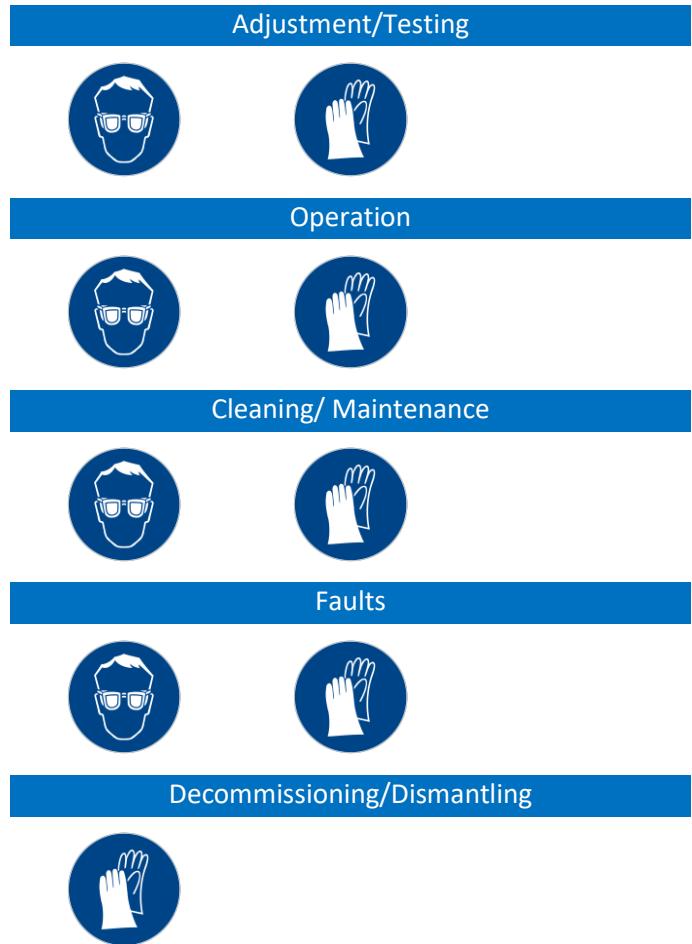 Adjustment/Testing
Operation
Cleaning/ Maintenance
Faults
Decommissioning/Dismantling